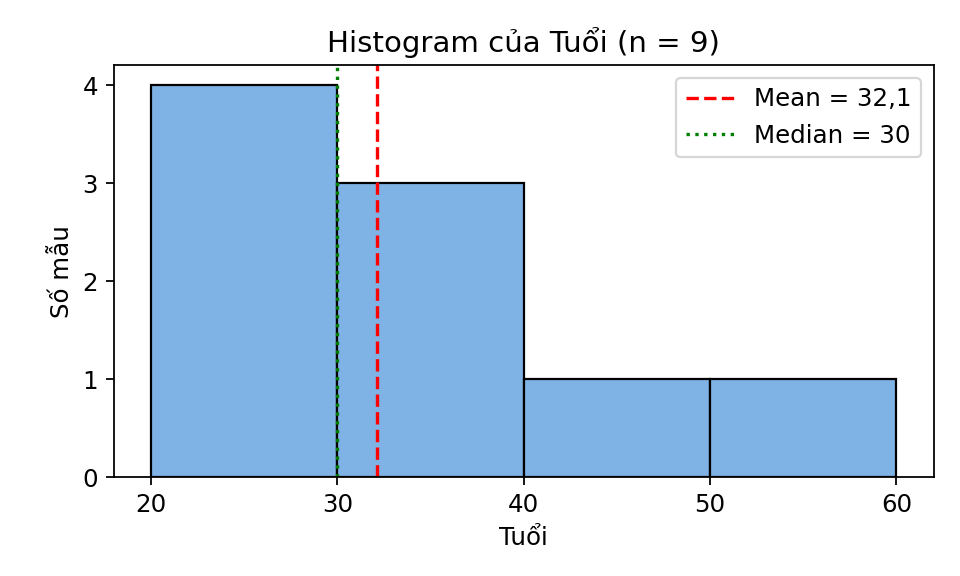 Histogram của Tuổi (n = 9)
Mean = 32,1
Median = 30
Số mẫu
4
3
2
1
0
20 30 40 50 60
Tuổi